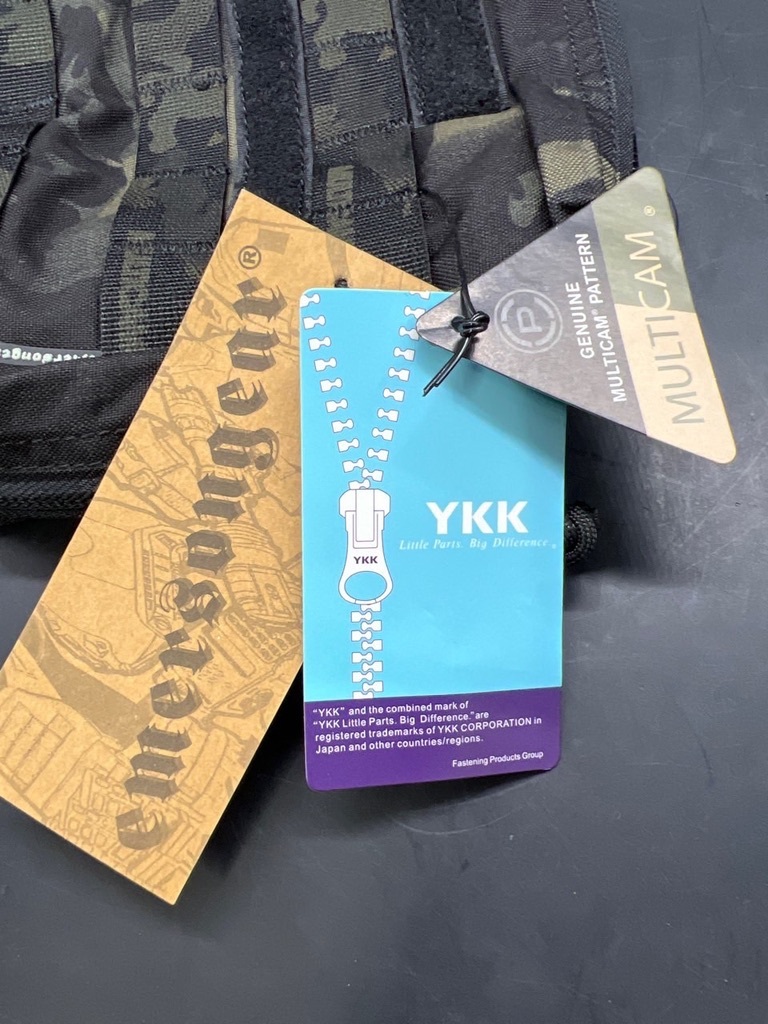 emersongear®
YKK
Little Parts. Big Difference.®
YKK
"YKK" and the combined mark of
"YKK Little Parts. Big Difference."are
registered trademarks of YKK CORPORATION in
Japan and other countries/regions.
Fastening Products Group
GENUINE
MULTICAM® PATTERN
MULTICAM®